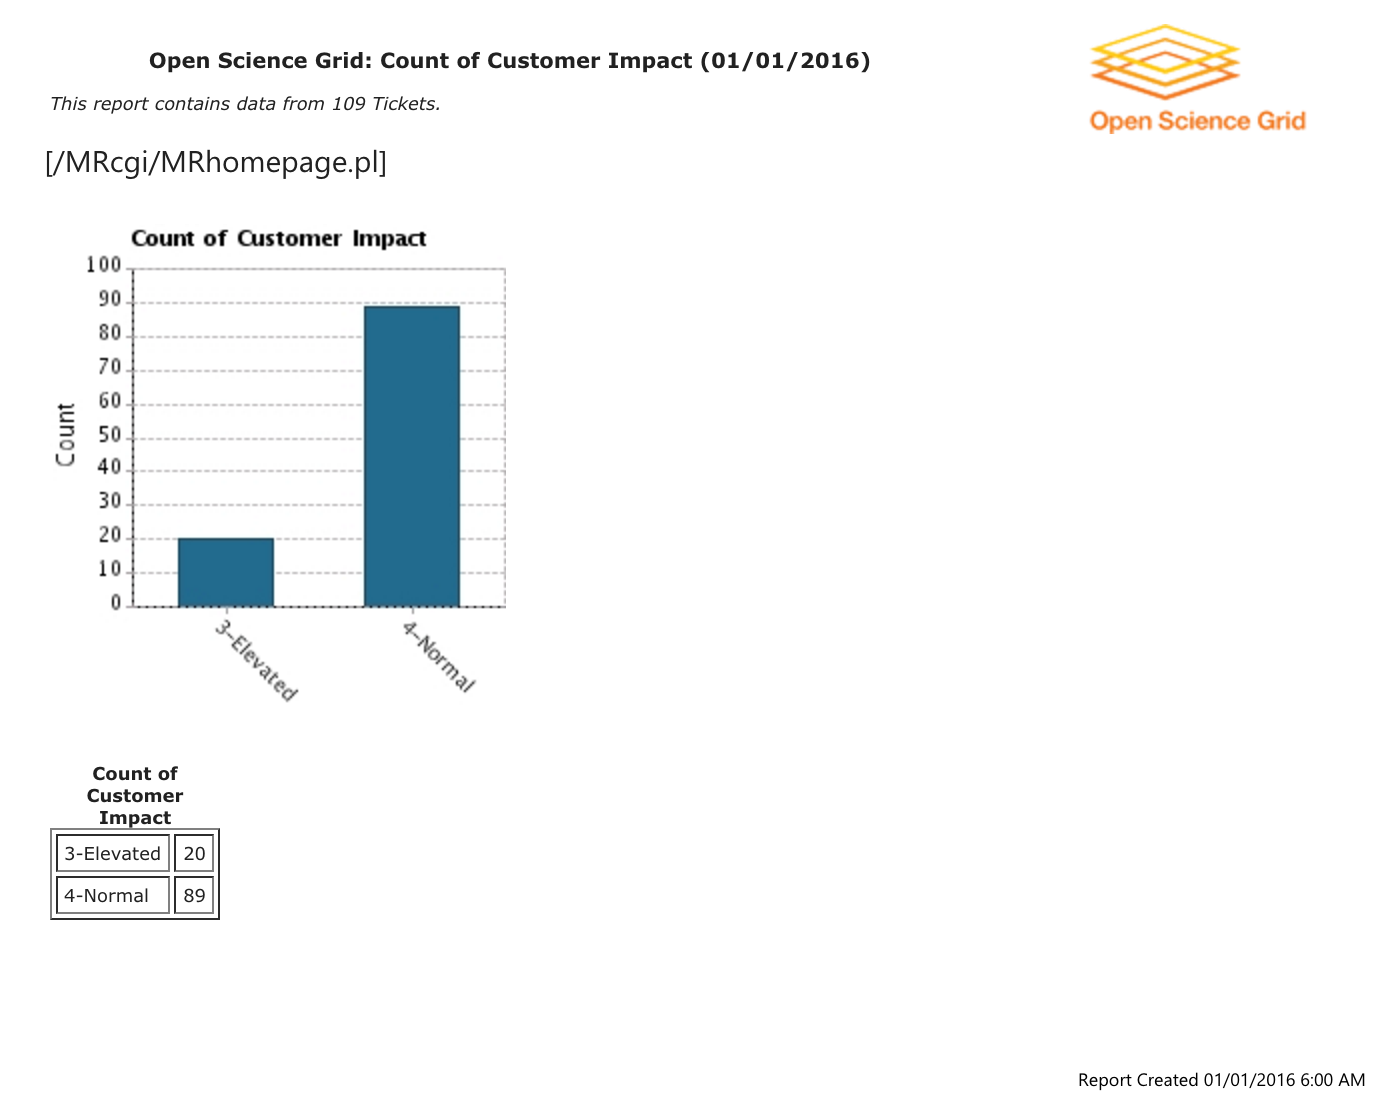 Open Science Grid: Count of Customer Impact (01/01/2016)
Open Science Grid
This report contains data from 109 Tickets.
[/MRcgi/MRhomepage.pl]
Count of Customer Impact
100
90
80
70
60
50
40
30
20
10
0
Count
3-Elevated
4-Normal
Count of
Customer
Impact
3-Elevated 20
4-Normal 89
Report Created 01/01/2016 6:00 AM